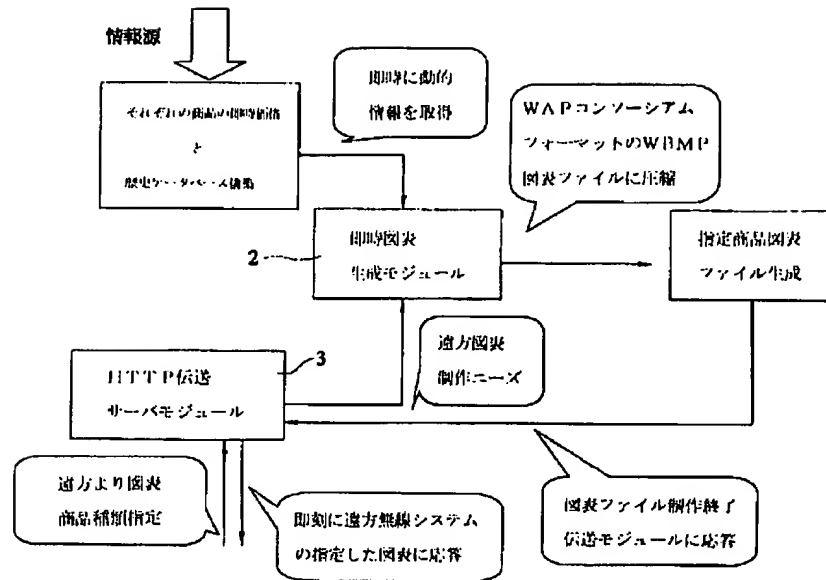 情報源
それぞれの商品の即時価格
と
歴史データベース構築
即時に動的
情報を取得
WAPコンソーシアム
フォーマットのWBMP
図表ファイルに圧縮
2
即時図表
生成モジュール
指定商品図表
ファイル生成
遠方図表
制作ニーズ
3
HTTP伝送
サーバモジュール
遠方より図表
商品種類指定
即刻に遠方無線システム
の指定した図表に応答
図表ファイル制作終了
伝送モジュールに応答